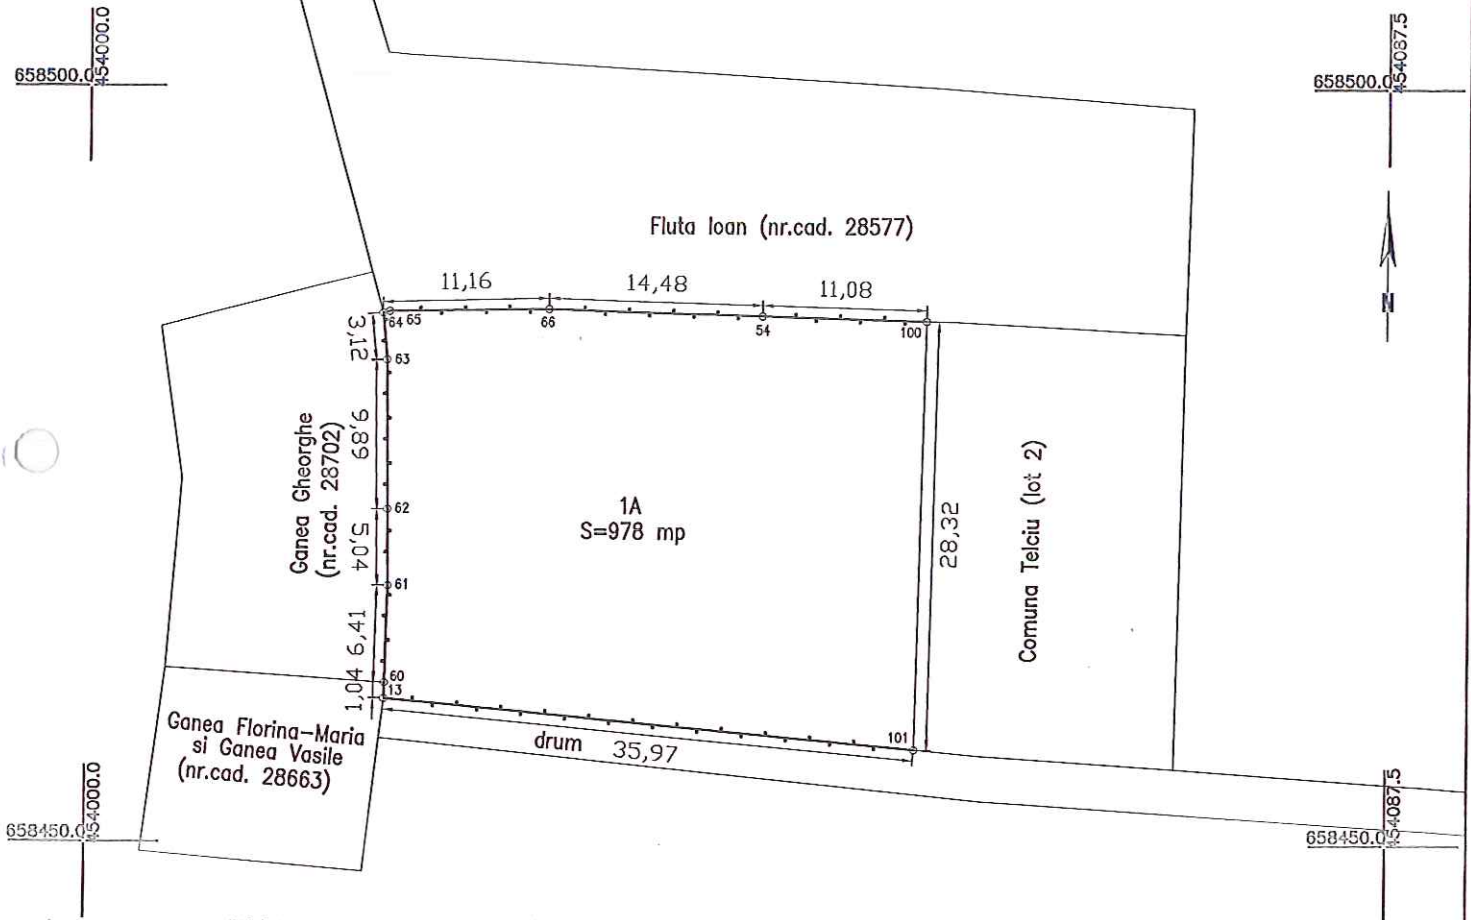 658500.0
454000.0
658500.0
454087.5
N
Fluta Ioan (nr.cad. 28577)
11,16
14,48
11,08
64 65
66
54
100
3,12
63
Ganea Gheorghe
(nr.cad. 28702)
9,89
62
5,04
61
6,41
60
1,04
13
1A
S=978 mp
28,32
Comuna Telciu (lot 2)
101
drum
35,97
Ganea Florina-Maria
si Ganea Vasile
(nr.cad. 28663)
658450.0
454000.0
658450.0
454087.5